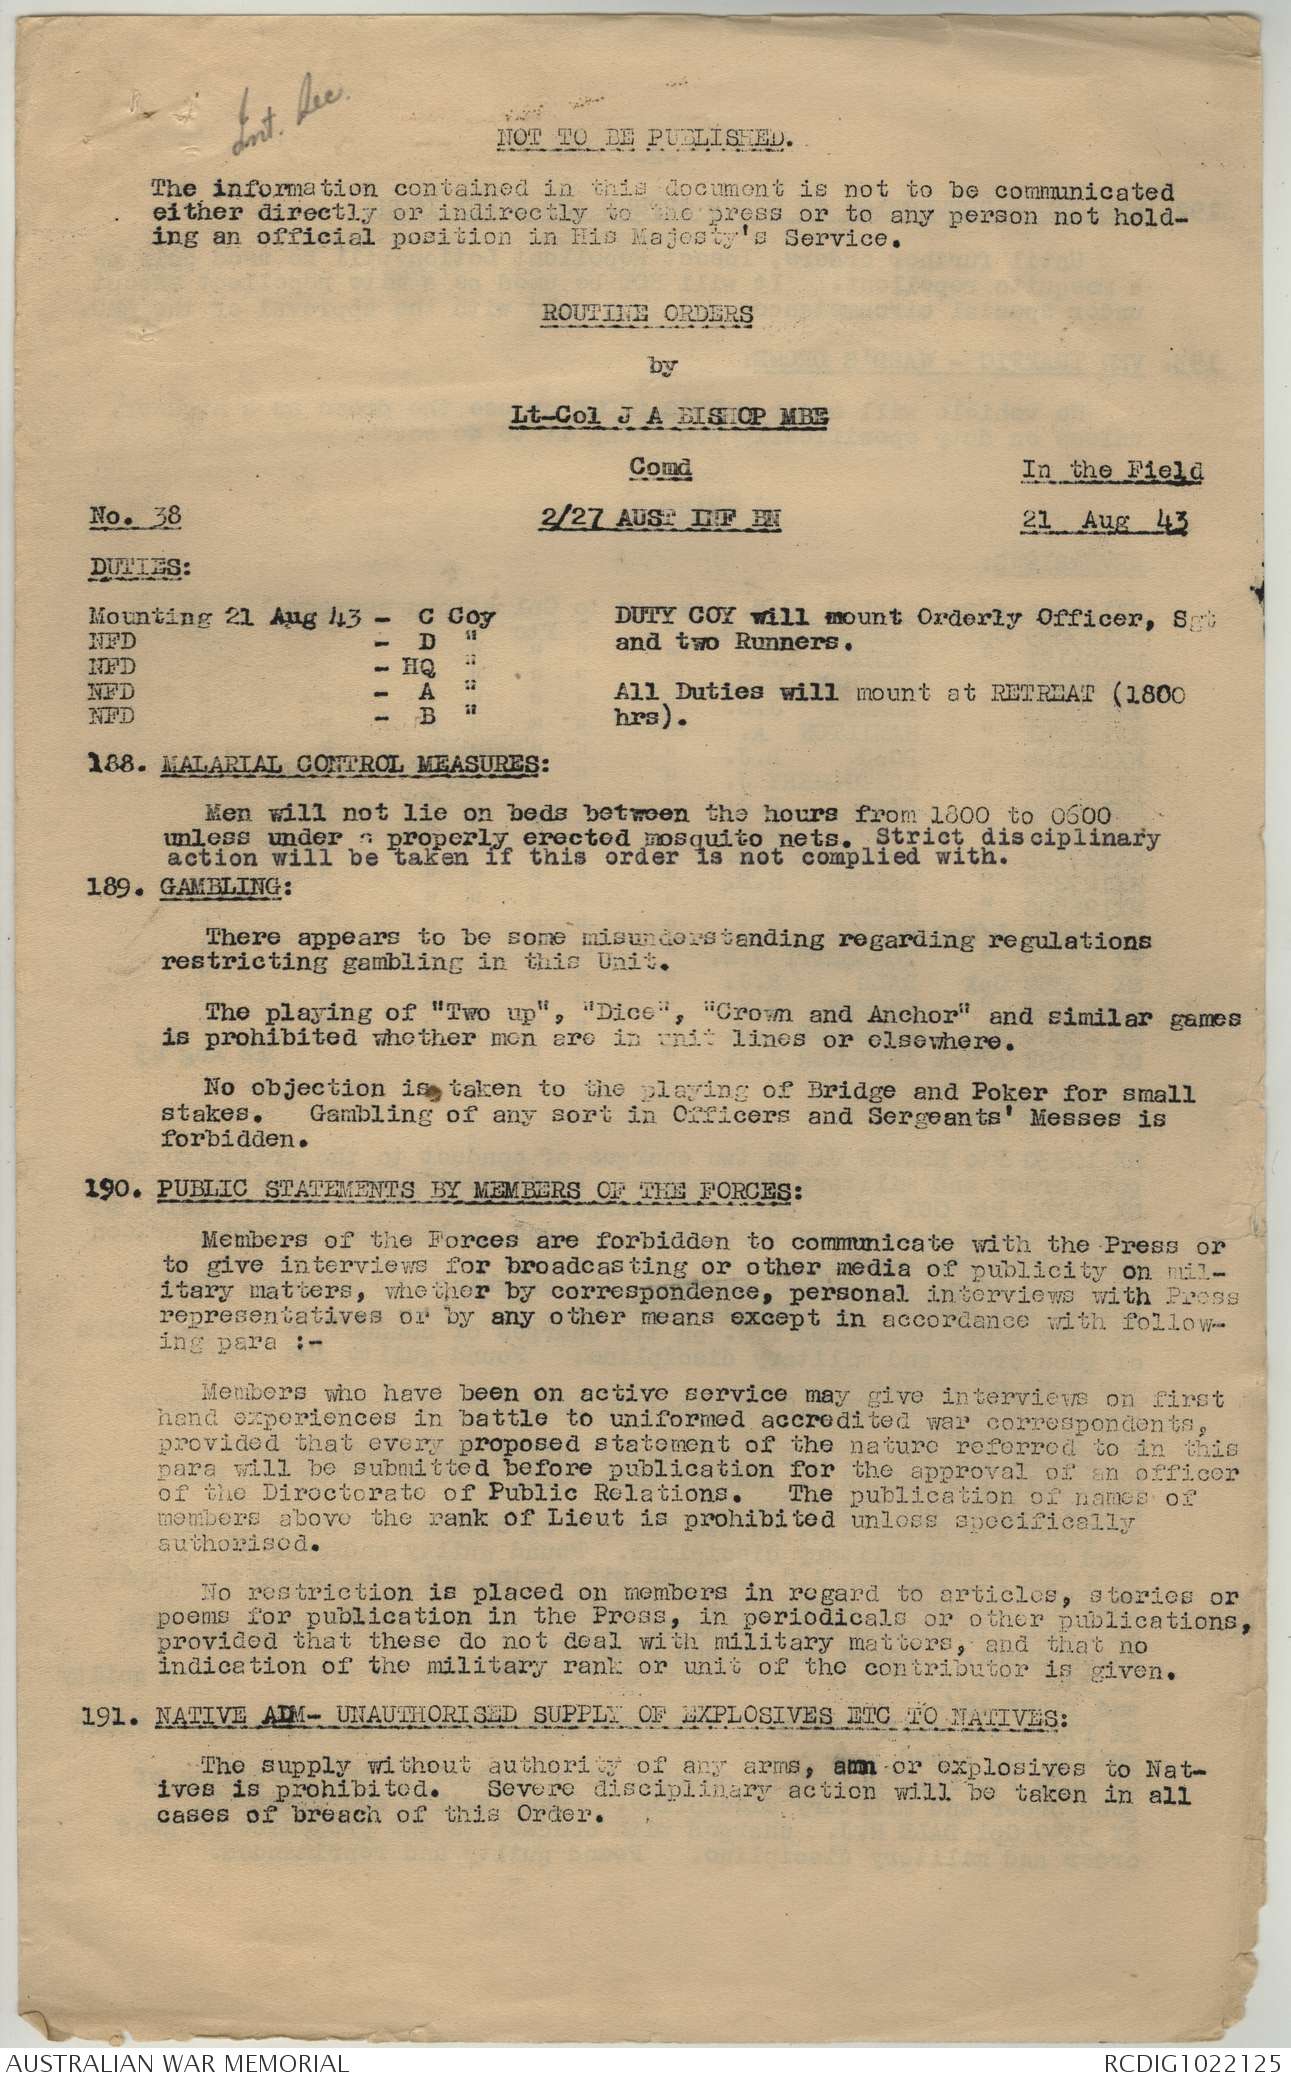 Int. Sec.
NOT TO BE PUBLISHED.
The information contained in this document is not to be communicated
either directly or indirectly to the press or to any person not hold-
ing an official position in His Majesty's Service.
ROUTINE ORDERS
by
Lt-Col J A BISHOP MBE
Comd
In the Field
No. 38
2/27 AUST INF BN
21 Aug 43
DUTIES:
Mounting 21 Aug 43 - C Coy
NFD - D "
NFD - HQ "
NFD - A "
NFD - B "
DUTY COY will mount Orderly Officer, Sgt
and two Runners.
All Duties will mount at RETREAT (1800
hrs).
188. MALARIAL CONTROL MEASURES:
Men will not lie on beds between the hours from 1800 to 0600
unless under a properly erected mosquito nets. Strict disciplinary
action will be taken if this order is not complied with.
189. GAMBLING:
There appears to be some misunderstanding regarding regulations
restricting gambling in this Unit.
The playing of "Two up", "Dice", "Crown and Anchor" and similar games
is prohibited whether men are in unit lines or elsewhere.
No objection is taken to the playing of Bridge and Poker for small
stakes. Gambling of any sort in Officers and Sergeants' Messes is
forbidden.
190. PUBLIC STATEMENTS BY MEMBERS OF THE FORCES:
Members of the Forces are forbidden to communicate with the Press or
to give interviews for broadcasting or other media of publicity on mil-
itary matters, whether by correspondence, personal interviews with Press
representatives or by any other means except in accordance with follow-
ing para :-
Members who have been on active service may give interviews on first
hand experiences in battle to uniformed accredited war correspondents,
provided that every proposed statement of the nature referred to in this
para will be submitted before publication for the approval of an officer
of the Directorate of Public Relations. The publication of names of
members above the rank of Lieut is prohibited unless specifically
authorised.
No restriction is placed on members in regard to articles, stories or
poems for publication in the Press, in periodicals or other publications,
provided that these do not deal with military matters, and that no
indication of the military rank or unit of the contributor is given.
191. NATIVE ADM- UNAUTHORISED SUPPLY OF EXPLOSIVES ETC TO NATIVES:
The supply without authority of any arms, amn or explosives to Nat-
ives is prohibited. Severe disciplinary action will be taken in all
cases of breach of this Order.
AUSTRALIAN WAR MEMORIAL
RCDIG1022125